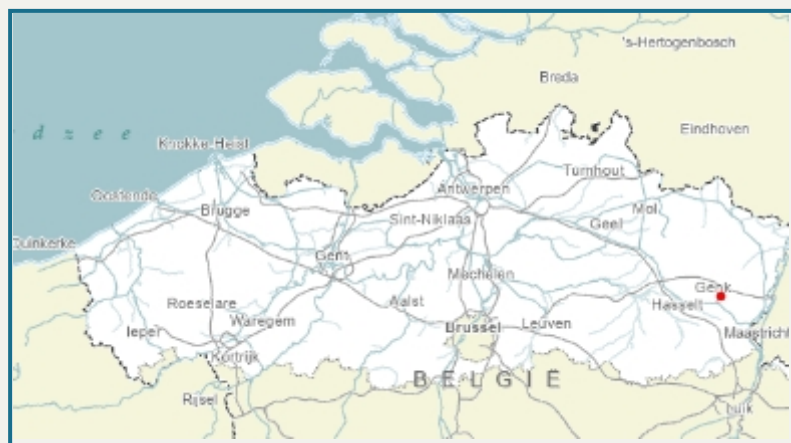 's-Hertogenbosch
Breda
d z e e
Eindhoven
Knokke-Heist
Turnhout
Antwerpen
Oostende
Mol
Brugge
Sint-Niklaas
Geel
Duinkerke
Gent
Mechelen
Genk
Roeselare
Aalst
Hasselt
Waregem
Ieper
Brussel
Leuven
Maastricht
Kortrijk
BELGIË
Rijsel
Luik